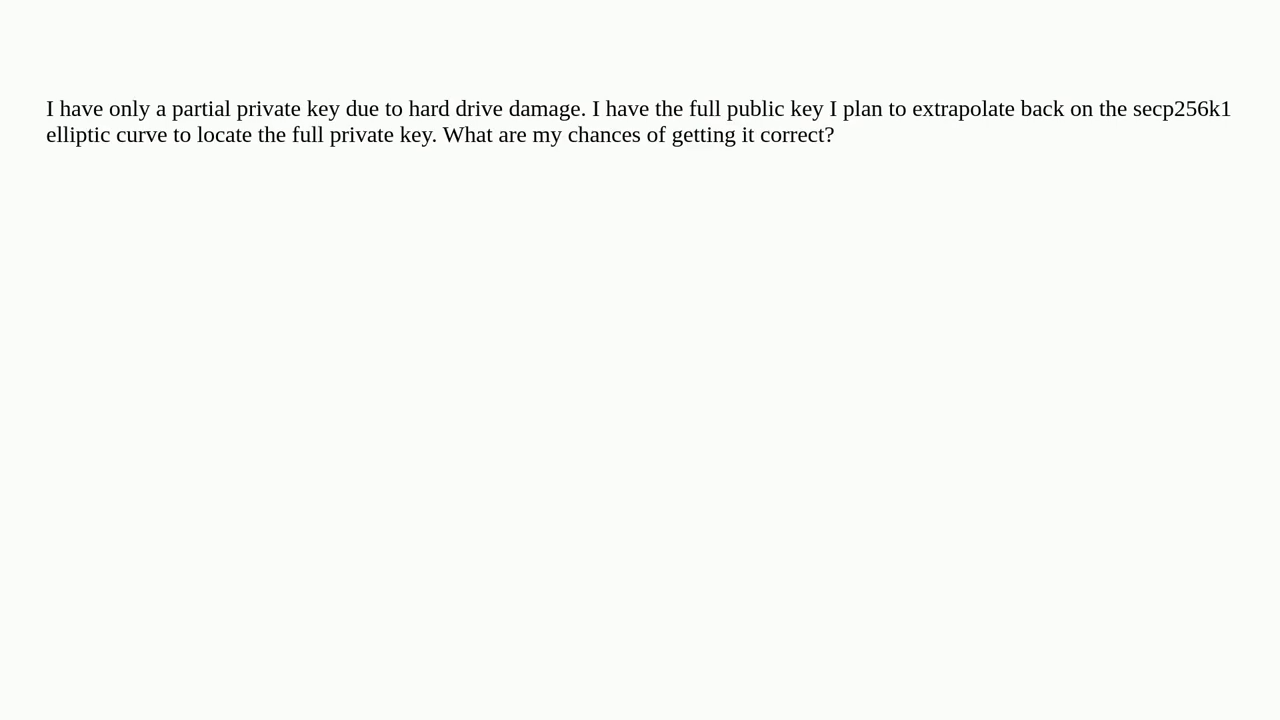 I have only a partial private key due to hard drive damage. I have the full public key I plan to extrapolate back on the secp256k1
elliptic curve to locate the full private key. What are my chances of getting it correct?